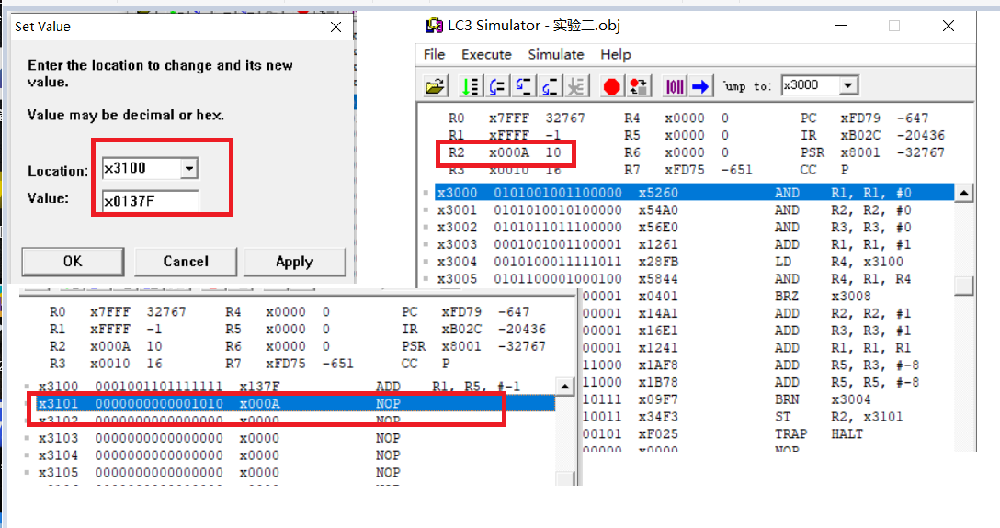 Set Value
Enter the location to change and its new
value.
Value may be decimal or hex.
Location: x3100
Value: x0137F
OK Cancel Apply
LC3 Simulator - 实验二.obj
File Execute Simulate Help
Jump to: x3000
R0 x7FFF 32767 R4 x0000 0 PC xFD79 -647
R1 xFFFF -1 R5 x0000 0 IR xB02C -20436
R2 x000A 10 R6 x0000 0 PSR x8001 -32767
R3 x0010 16 R7 xFD75 -651 CC P
x3000 0101001001100000 x5260 AND R1, R1, #0
x3001 0101010010100000 x54A0 AND R2, R2, #0
x3002 0101011011100000 x56E0 AND R3, R3, #0
x3003 0001001001100001 x1261 ADD R1, R1, #1
x3004 0010100011111011 x28FB LD R4, x3100
x3005 0101100001000100 x5844 AND R4, R1, R4
00001 x0401 BRZ x3008
00001 x14A1 ADD R2, R2, #1
00001 x16E1 ADD R3, R3, #1
00001 x1241 ADD R1, R1, R1
11000 x1AF8 ADD R5, R3, #-8
11000 x1B78 ADD R5, R5, #-8
10111 x09F7 BRN x3004
10011 x34F3 ST R2, x3101
00101 xF025 TRAP HALT
00000 x0000 NOP
R0 x7FFF 32767 R4 x0000 0 PC xFD79 -647
R1 xFFFF -1 R5 x0000 0 IR xB02C -20436
R2 x000A 10 R6 x0000 0 PSR x8001 -32767
R3 x0010 16 R7 xFD75 -651 CC P
x3100 0001001101111111 x137F ADD R1, R5, #-1
x3101 0000000000001010 x000A NOP
x3102 0000000000000000 x0000 NOP
x3103 0000000000000000 x0000 NOP
x3104 0000000000000000 x0000 NOP
x3105 0000000000000000 x0000 NOP